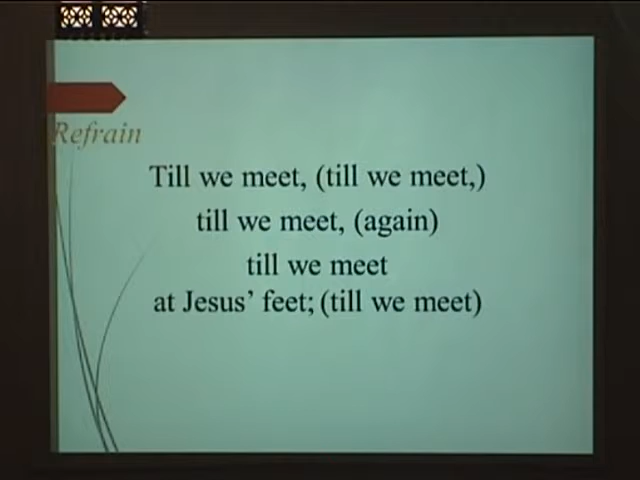 Refrain
Till we meet, (till we meet,)
till we meet, (again)
till we meet
at Jesus’ feet; (till we meet)